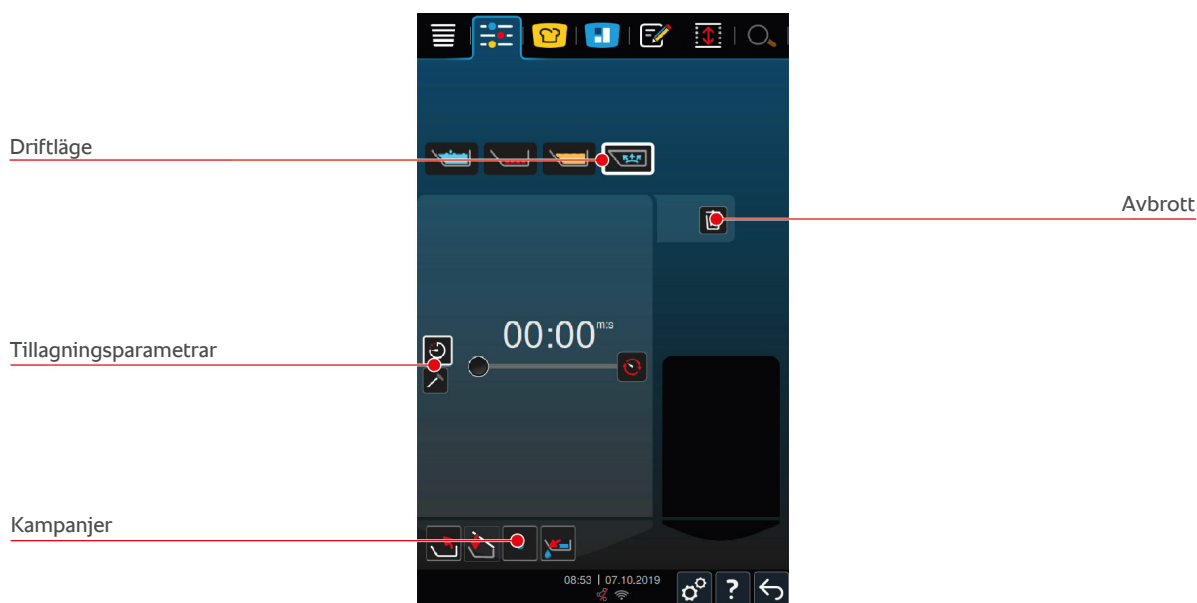 Driftläge
Avbrott
00:00 m:s
Tillagningsparametrar
Kampanjer
08:53 | 07.10.2019
?